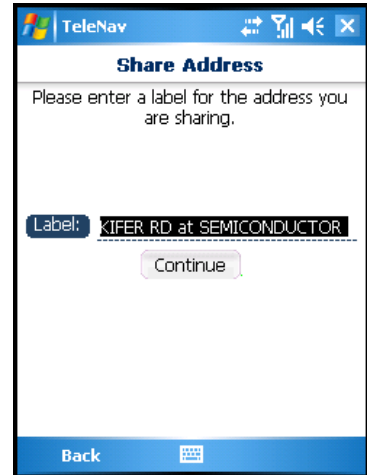 TeleNav
Share Address
Please enter a label for the address you
are sharing.
Label: KIFER RD at SEMICONDUCTOR
Continue
Back